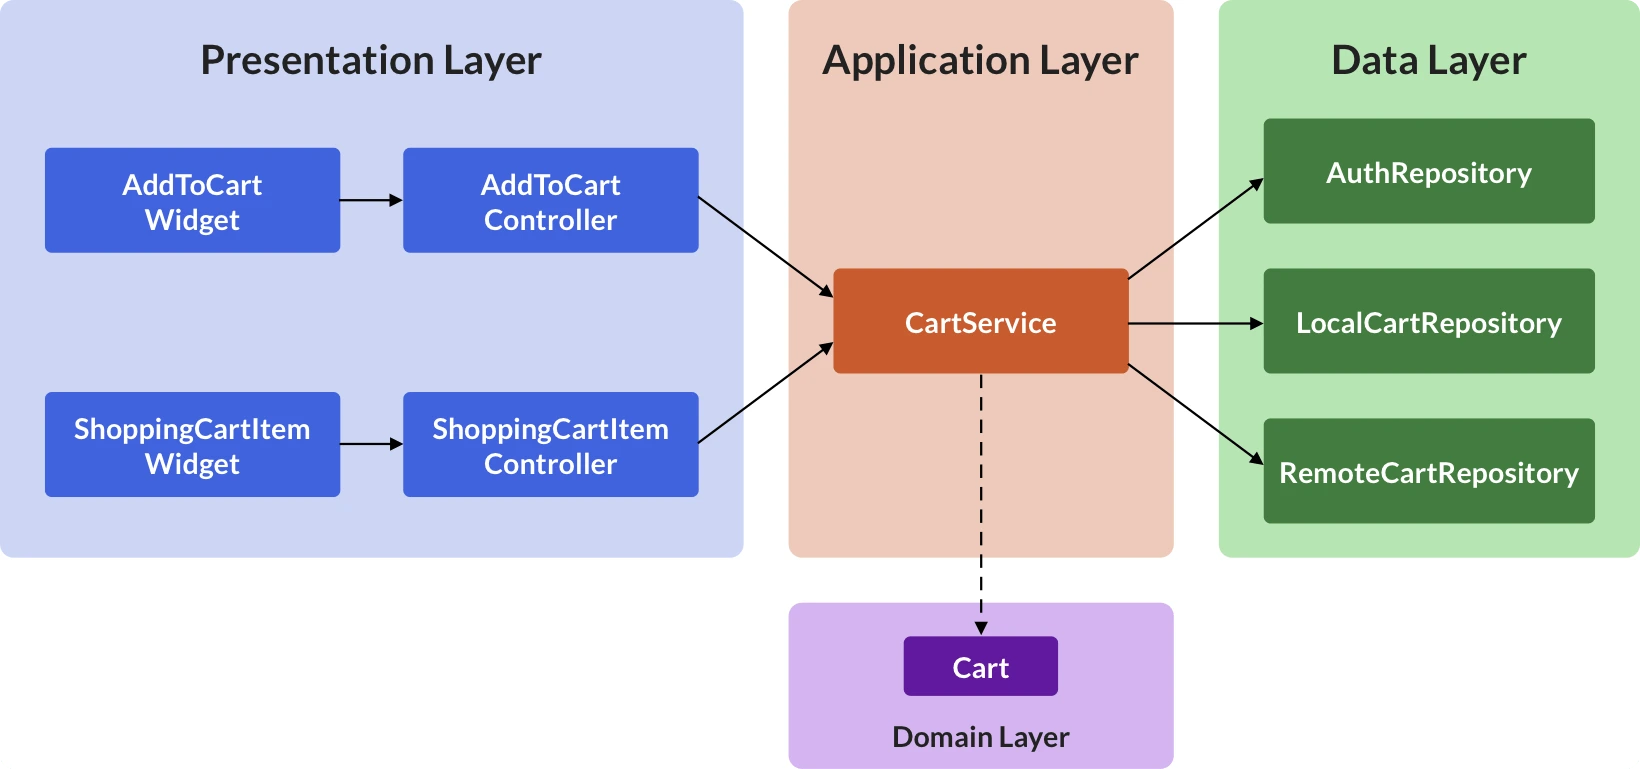 Presentation Layer
AddToCart
Widget
AddToCart
Controller
ShoppingCartItem
Widget
ShoppingCartItem
Controller
Application Layer
CartService
Data Layer
AuthRepository
LocalCartRepository
RemoteCartRepository
Cart
Domain Layer